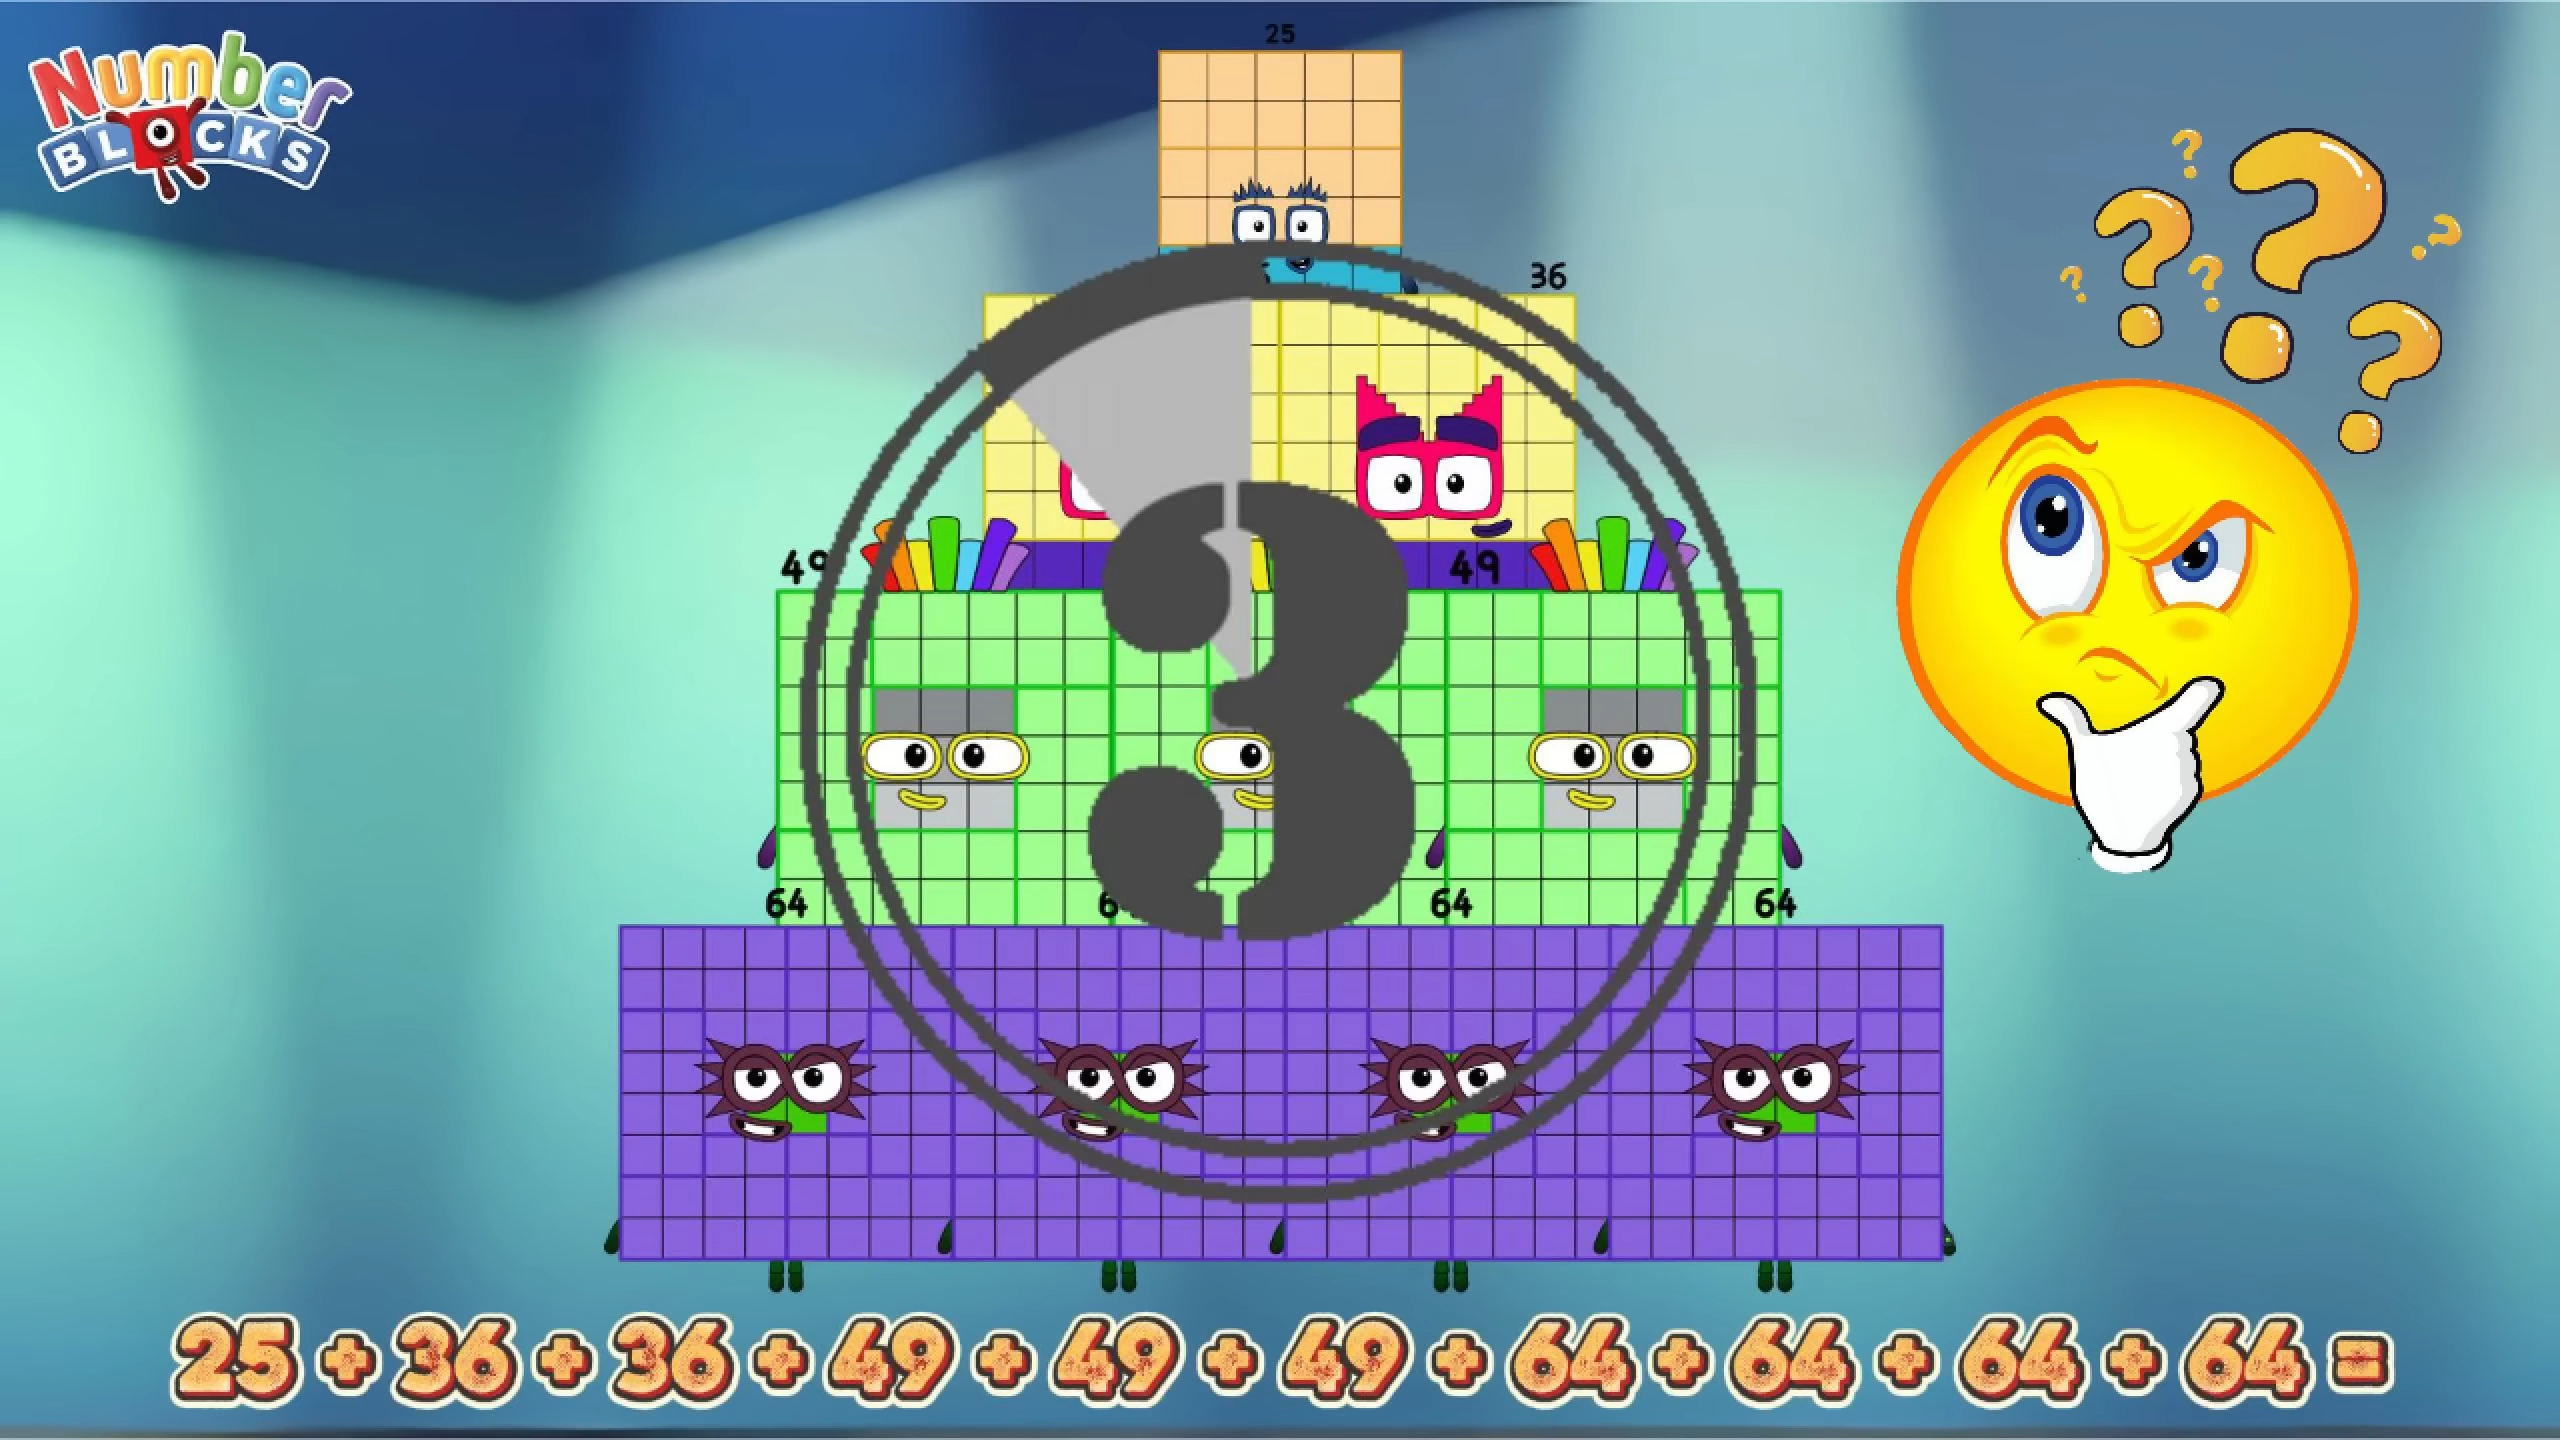 Number
BLOCKS
25
36
49
49
3
64
64
64
25 + 36 + 36 + 49 + 49 + 49 + 64 + 64 + 64 + 64 =